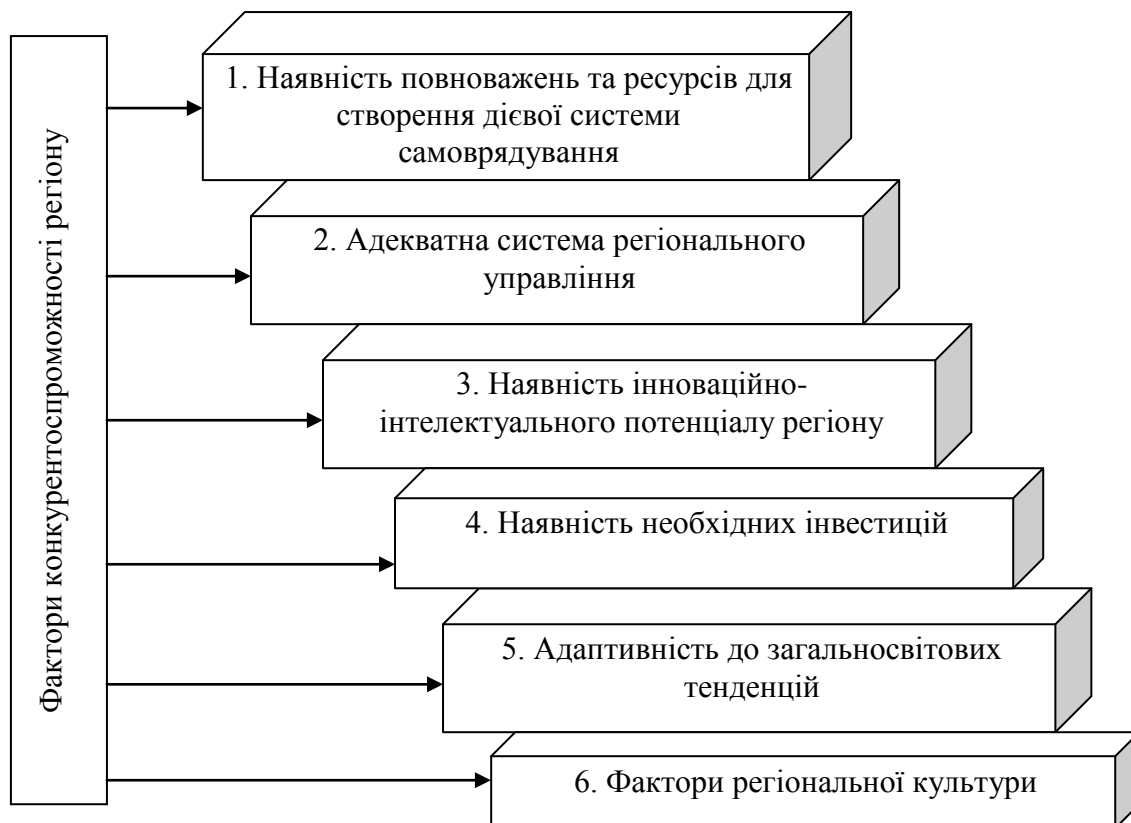 Фактори конкурентоспроможності регіону
1. Наявність повноважень та ресурсів для
створення дієвої системи
самоврядування
2. Адекватна система регіонального
управління
3. Наявність інноваційно-
інтелектуального потенціалу регіону
4. Наявність необхідних інвестицій
5. Адаптивність до загальносвітових
тенденцій
6. Фактори регіональної культури